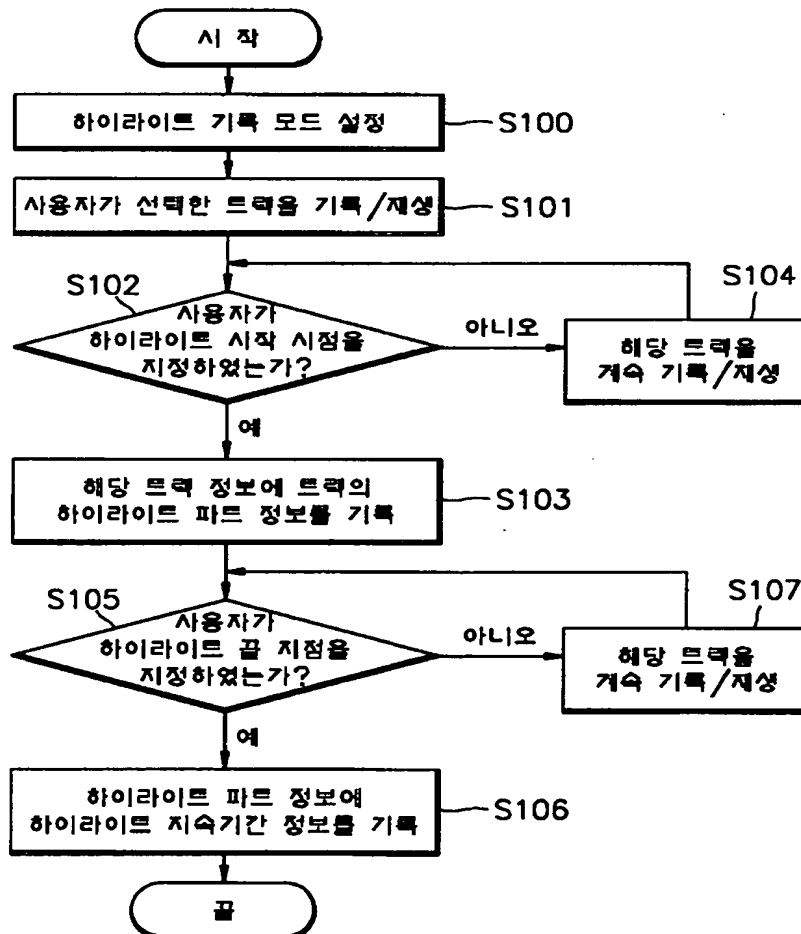 시 작
하이라이트 기록 모드 설정
S100
사용자가 선택한 트랙을 기록/재생
S101
S102
사용자가
하이라이트 시작 시점을
지정하였는가?
아니오
S104
해당 트랙을
계속 기록/재생
예
해당 트랙 정보에 트랙의
하이라이트 파트 정보를 기록
S103
S105
사용자가
하이라이트 끝 지점을
지정하였는가?
아니오
S107
해당 트랙을
계속 기록/재생
예
하이라이트 파트 정보에
하이라이트 지속기간 정보를 기록
S106
끝